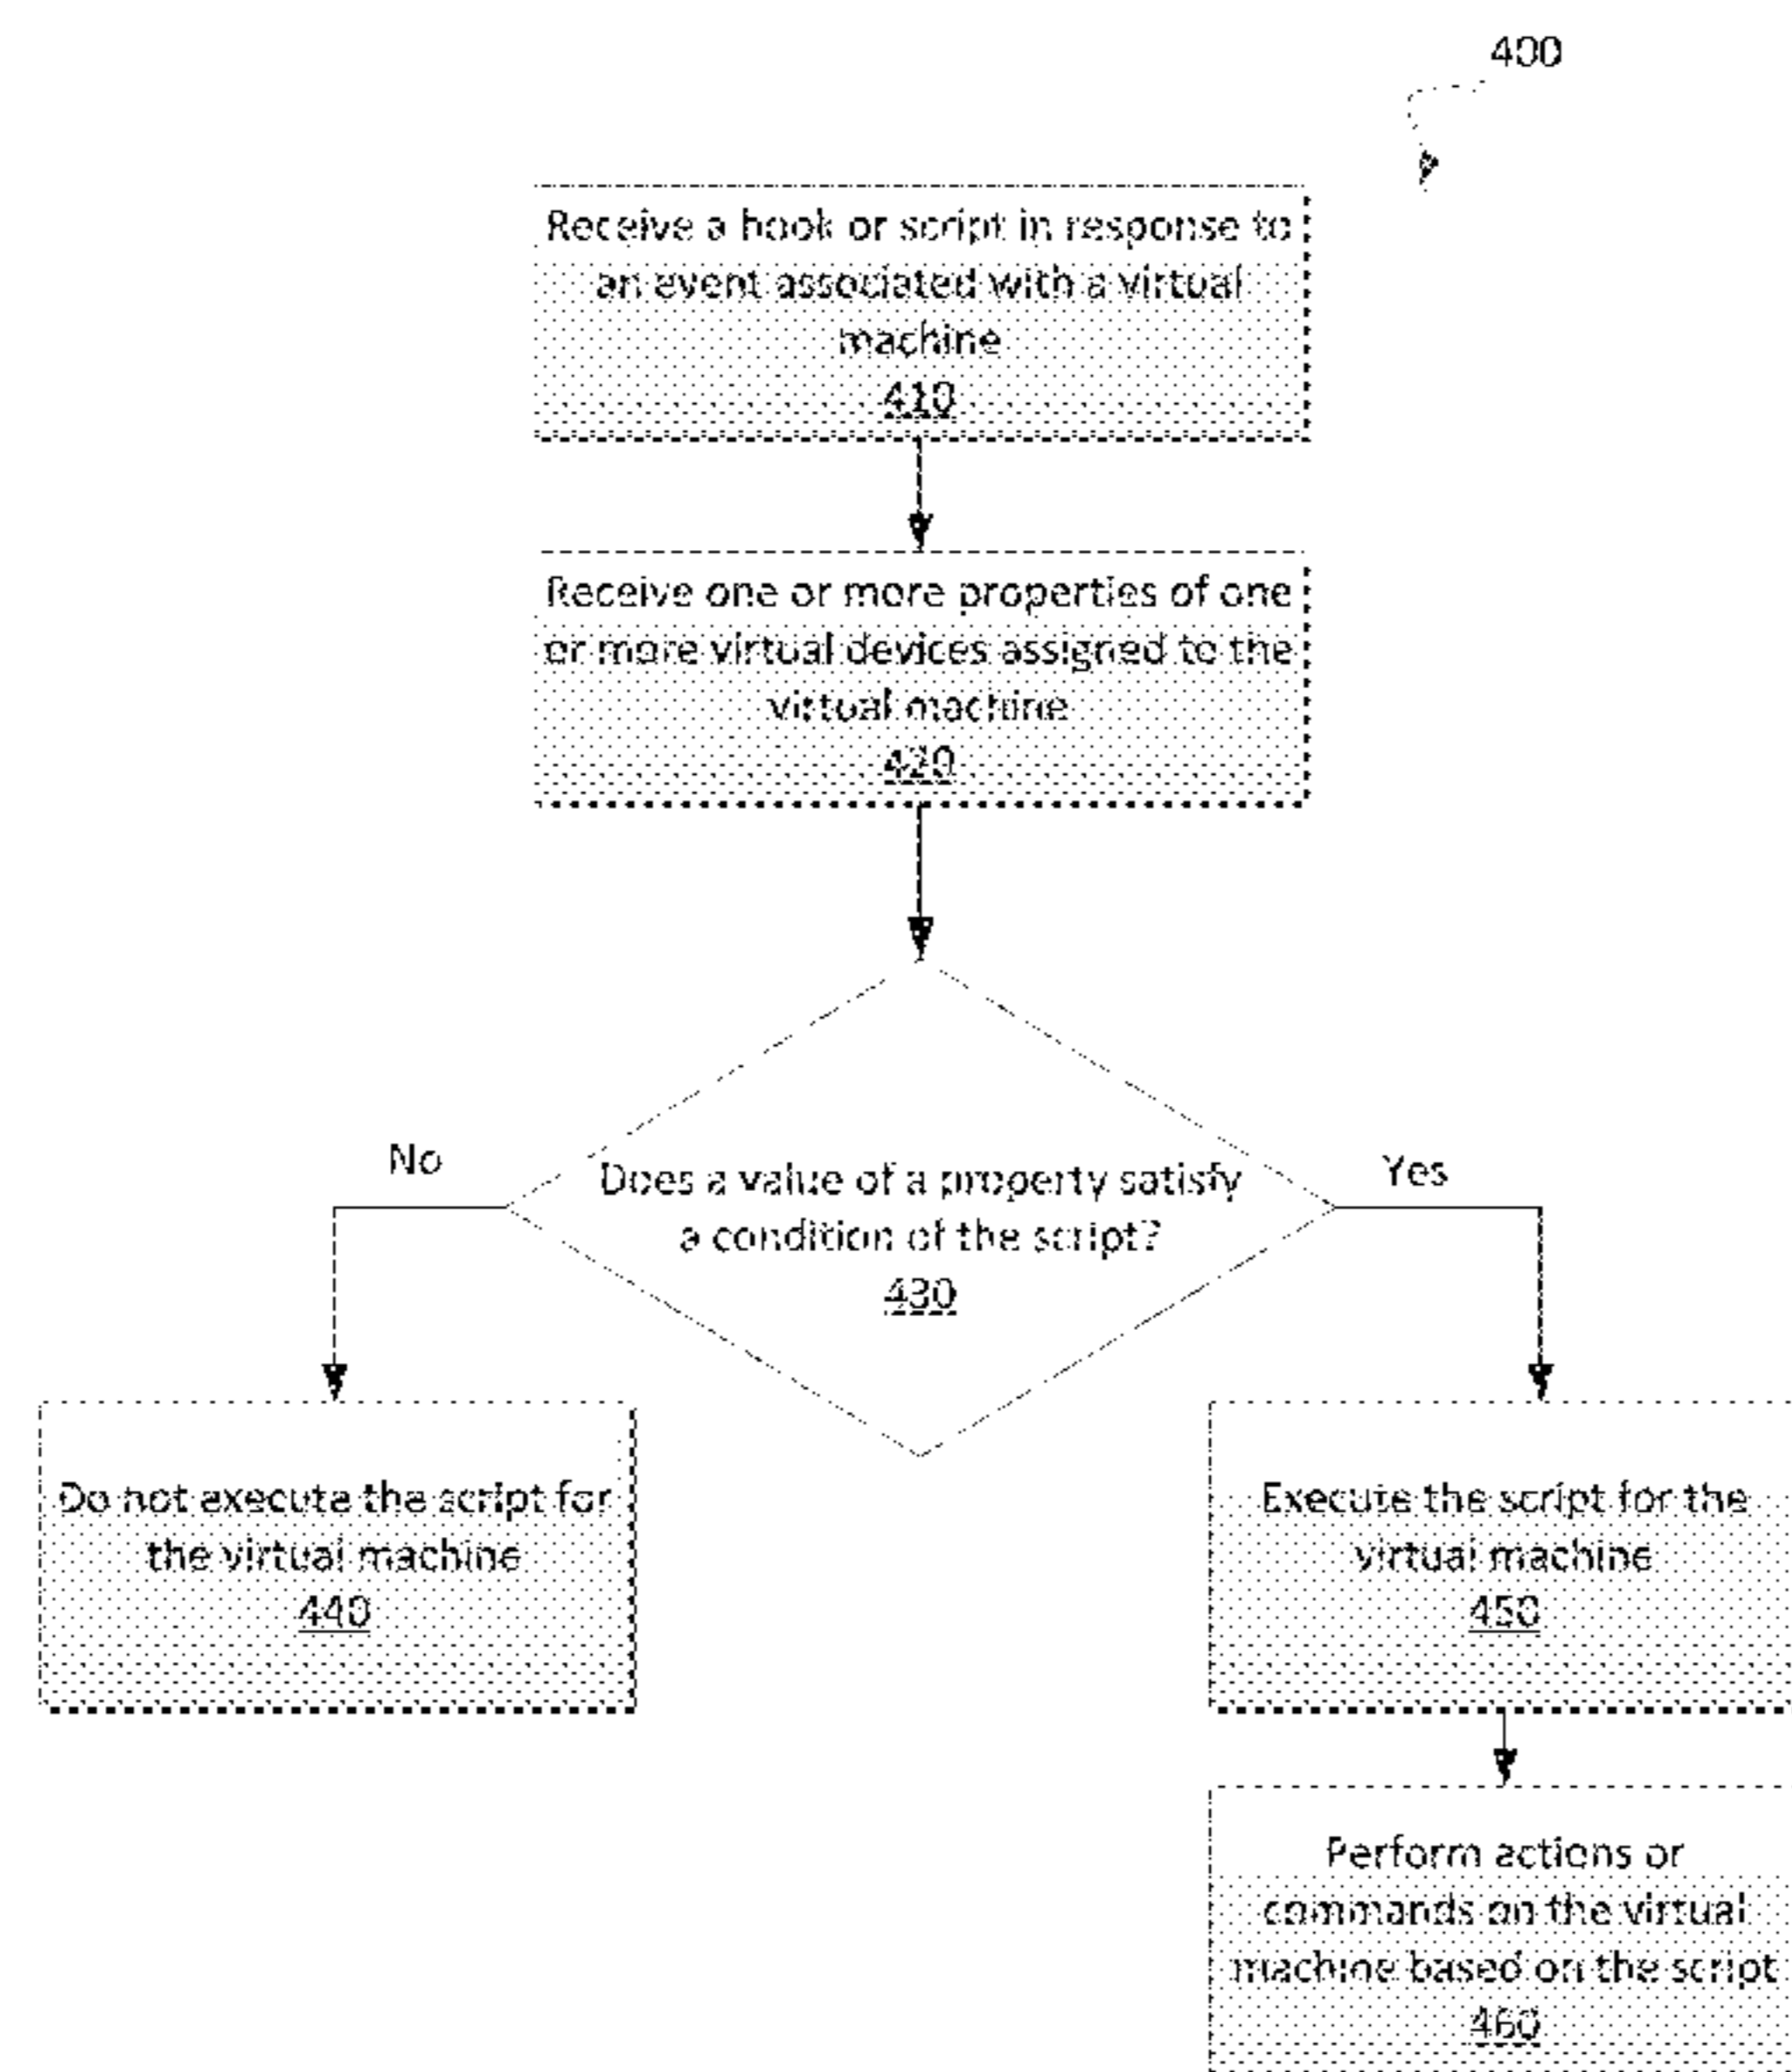 400
Receive a hook or script in response to
an event associated with a virtual
machine
410
Receive one or more properties of one
or more virtual devices assigned to the
virtual machine
420
No
Yes
Does a value of a property satisfy
a condition of the script?
430
Do not execute the script for
the virtual machine
440
Execute the script for the
virtual machine
450
Perform actions or
commands on the virtual
machine based on the script
460